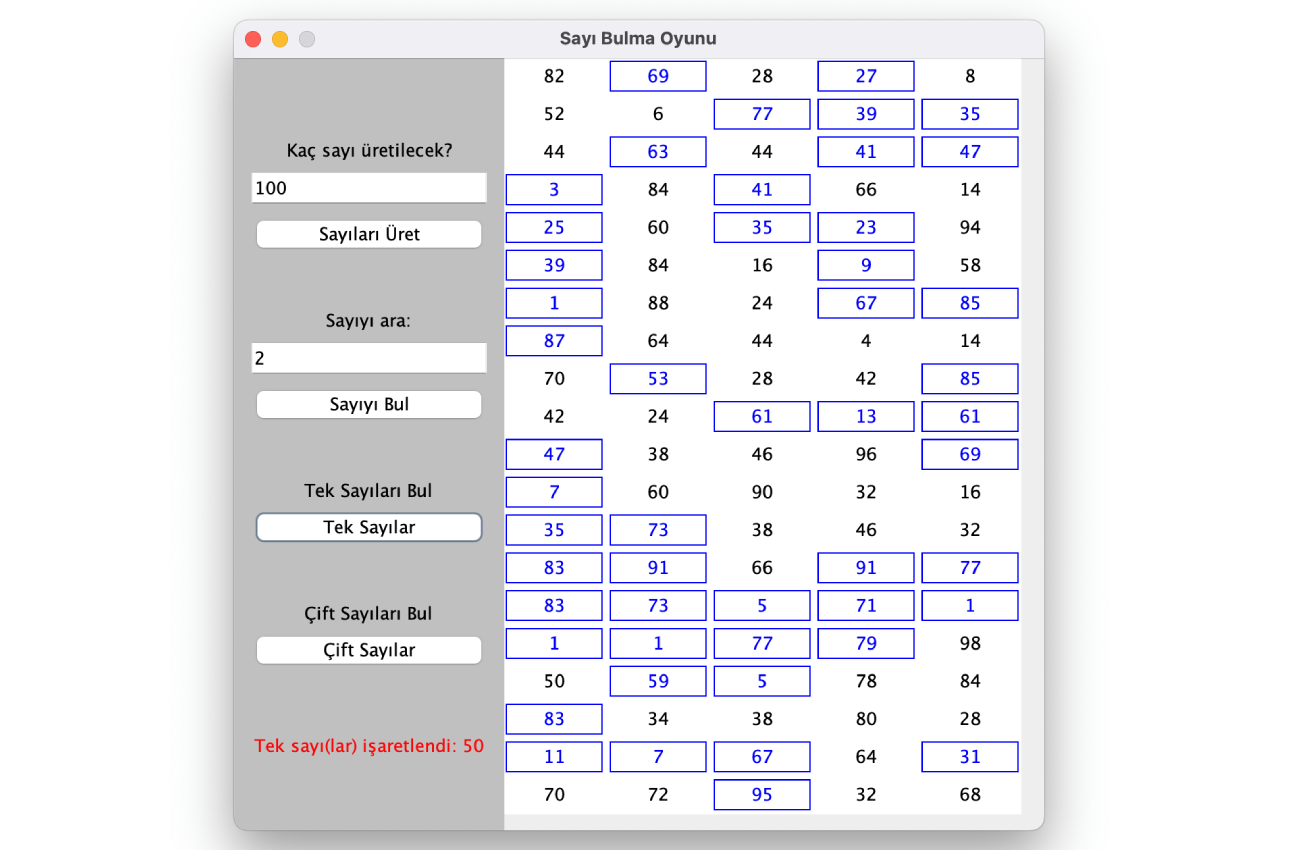 Sayı Bulma Oyunu
Kaç sayı üretilecek?
100
Sayıları Üret
Sayıyı ara:
2
Sayıyı Bul
Tek Sayıları Bul
Tek Sayılar
Çift Sayıları Bul
Çift Sayılar
Tek sayı(lar) işaretlendi: 50
82 69 28 27 8
52 6 77 39 35
44 63 44 41 47
3 84 41 66 14
25 60 35 23 94
39 84 16 9 58
1 88 24 67 85
87 64 44 4 14
70 53 28 42 85
42 24 61 13 61
47 38 46 96 69
7 60 90 32 16
35 73 38 46 32
83 91 66 91 77
83 73 5 71 1
1 1 77 79 98
50 59 5 78 84
83 34 38 80 28
11 7 67 64 31
70 72 95 32 68